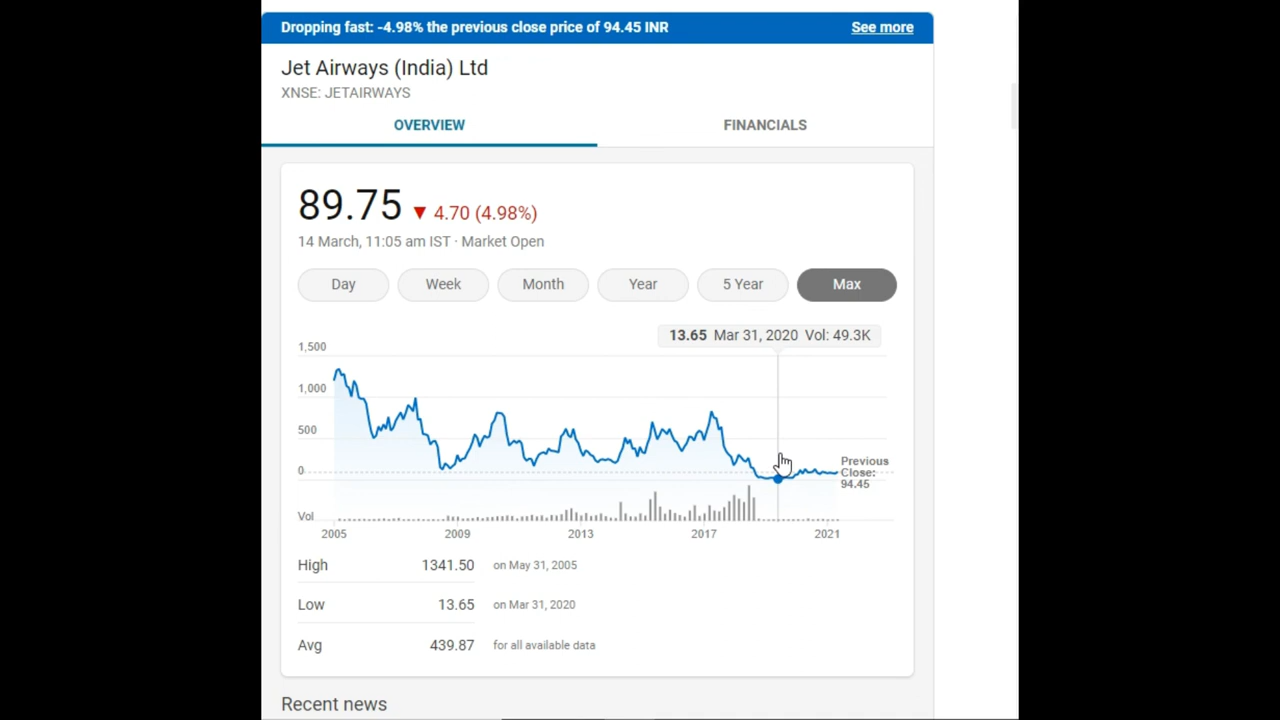 Dropping fast: -4.98% the previous close price of 94.45 INR See more
Jet Airways (India) Ltd
XNSE: JETAIRWAYS
OVERVIEW FINANCIALS
89.75 ▼ 4.70 (4.98%)
14 March, 11:05 am IST · Market Open
Day Week Month Year 5 Year Max
13.65 Mar 31, 2020 Vol: 49.3K
1,500
1,000
500
0
Previous
Close:
94.45
Vol
2005 2009 2013 2017 2021
High 1341.50 on May 31, 2005
Low 13.65 on Mar 31, 2020
Avg 439.87 for all available data
Recent news